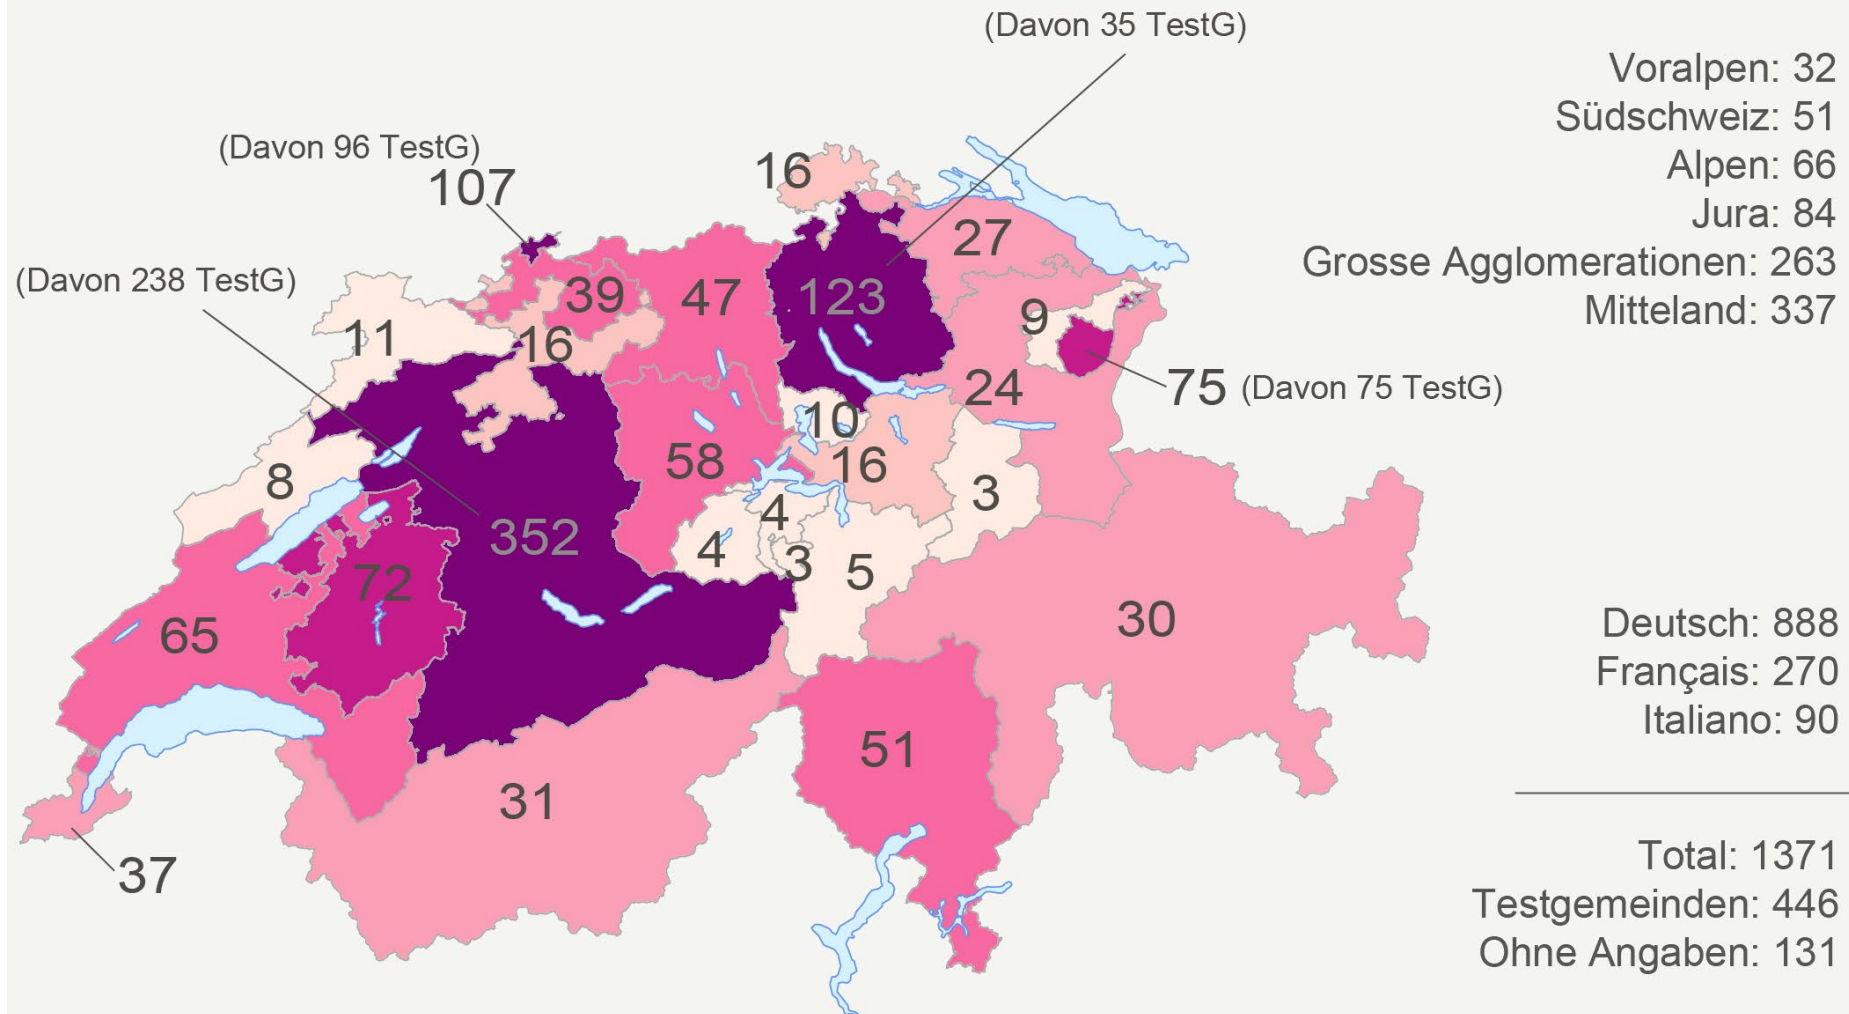 (Davon 35 TestG)
Voralpen: 32
Südschweiz: 51
Alpen: 66
Jura: 84
Grosse Agglomerationen: 263
Mitteland: 337
(Davon 96 TestG)
107
16
27
(Davon 238 TestG)
39
47
123
11
16
9
75 (Davon 75 TestG)
24
10
58
16
8
3
4
352
4
3
5
72
65
30
51
31
37
Deutsch: 888
Français: 270
Italiano: 90
Total: 1371
Testgemeinden: 446
Ohne Angaben: 131